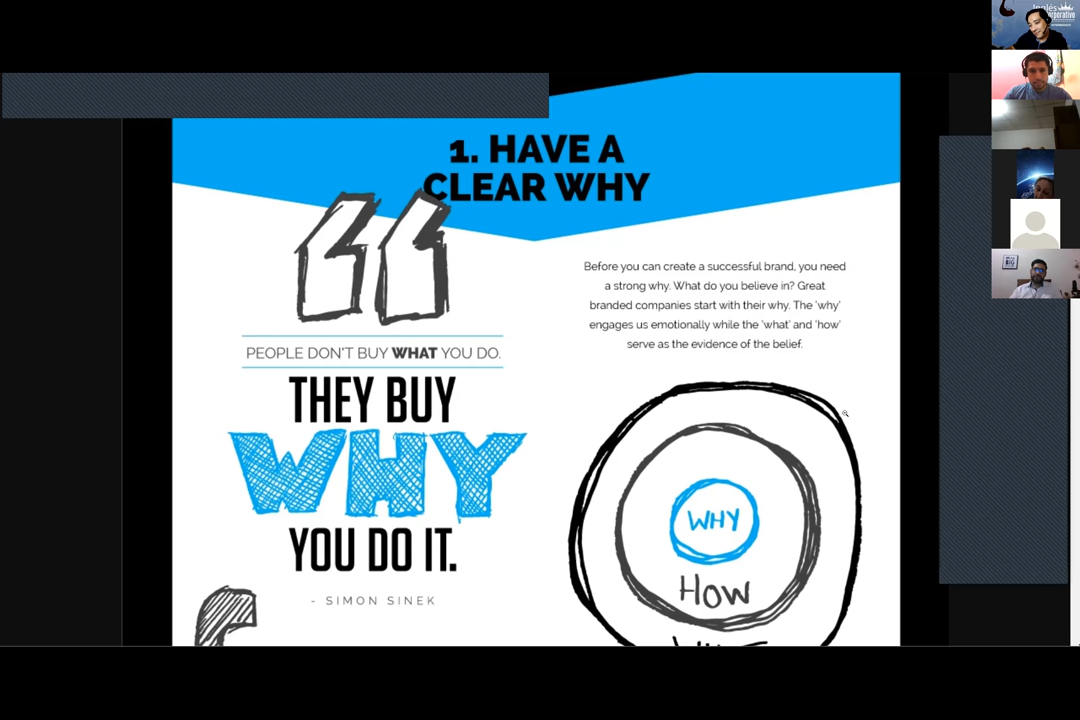 1. HAVE A
CLEAR WHY
PEOPLE DON'T BUY WHAT YOU DO.
THEY BUY
WHY
YOU DO IT.
- SIMON SINEK
Before you can create a successful brand, you need
a strong why. What do you believe in? Great
branded companies start with their why. The 'why'
engages us emotionally while the 'what' and 'how'
serve as the evidence of the belief.
WHY
HOW
BIG